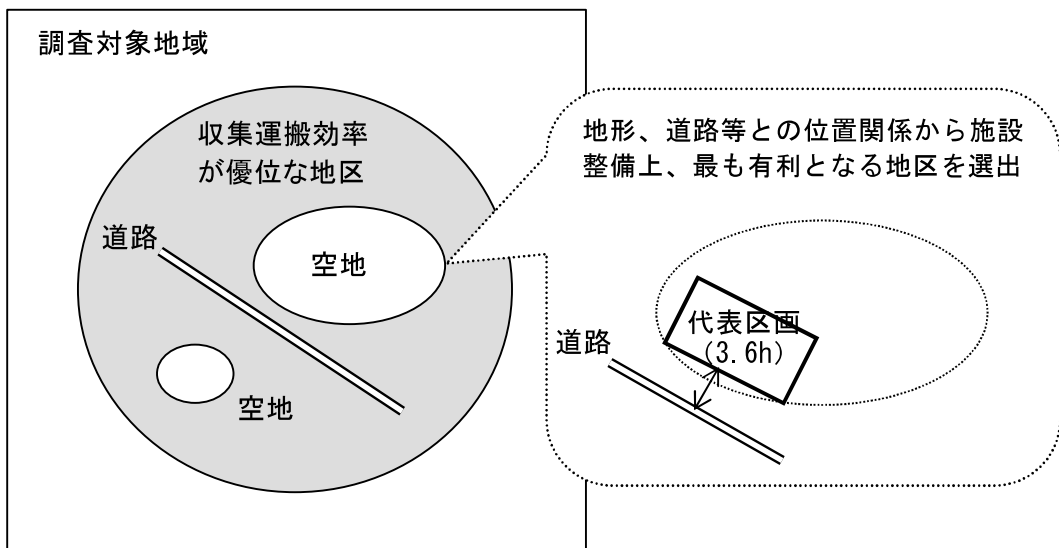 調査対象地域
収集運搬効率
が優位な地区
道路
空地
空地
地形、道路等との位置関係から施設
整備上、最も有利となる地区を選出
代表区画
（3.6h）
道路